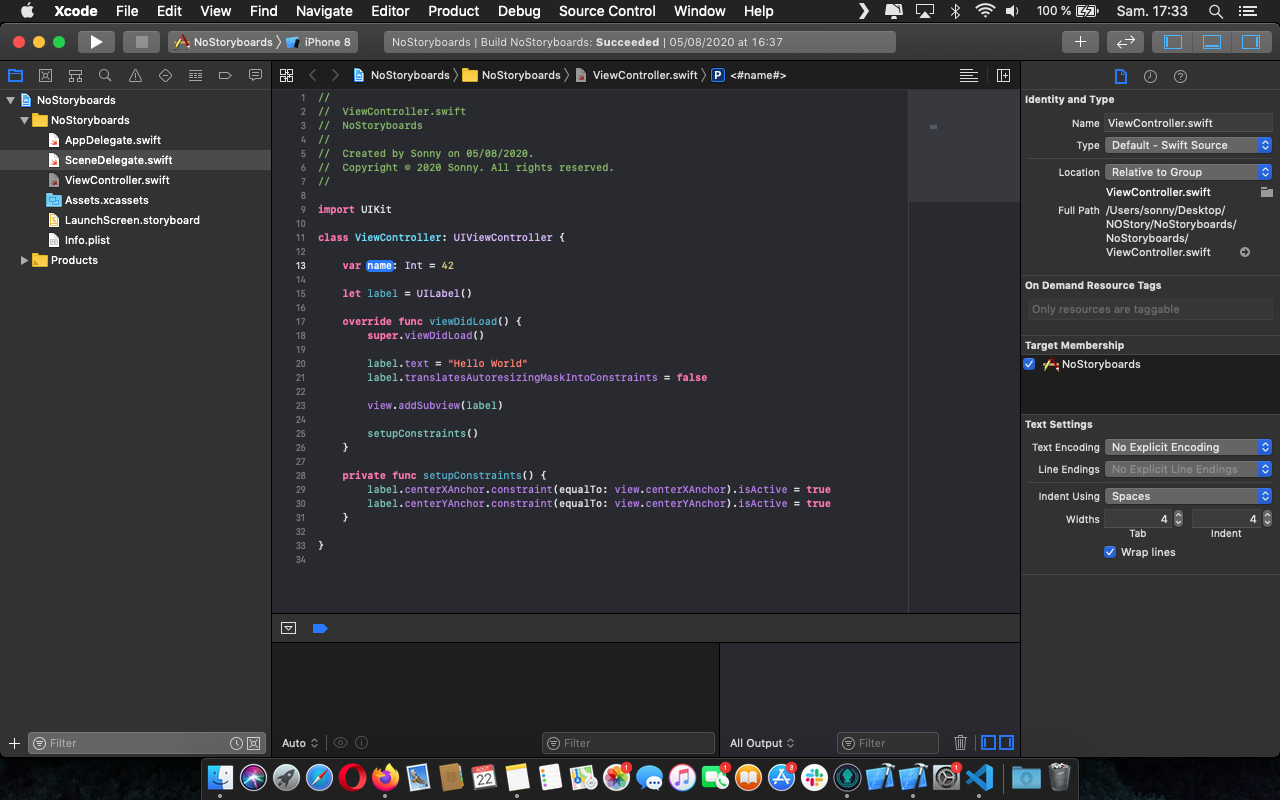 Xcode File Edit View Find Navigate Editor Product Debug Source Control Window Help 100 % Sam. 17:33
NoStoryboards iPhone 8 NoStoryboards | Build NoStoryboards: Succeeded | 05/08/2020 at 16:37
NoStoryboards NoStoryboards ViewController.swift P <#name#>
NoStoryboards
NoStoryboards
AppDelegate.swift
SceneDelegate.swift
ViewController.swift
Assets.xcassets
LaunchScreen.storyboard
Info.plist
Products
Filter
1 //
2 //  ViewController.swift
3 //  NoStoryboards
4 //
5 //  Created by Sonny on 05/08/2020.
6 //  Copyright © 2020 Sonny. All rights reserved.
7 //
8
9 import UIKit
10
11 class ViewController: UIViewController {
12
13     var name: Int = 42
14
15     let label = UILabel()
16
17     override func viewDidLoad() {
18         super.viewDidLoad()
19
20         label.text = "Hello World"
21         label.translatesAutoresizingMaskIntoConstraints = false
22
23         view.addSubview(label)
24
25         setupConstraints()
26     }
27
28     private func setupConstraints() {
29         label.centerXAnchor.constraint(equalTo: view.centerXAnchor).isActive = true
30         label.centerYAnchor.constraint(equalTo: view.centerYAnchor).isActive = true
31     }
32
33 }
34
Auto Filter All Output Filter
Identity and Type
Name ViewController.swift
Type Default - Swift Source
Location Relative to Group
ViewController.swift
Full Path /Users/sonny/Desktop/
NOStory/NoStoryboards/
NoStoryboards/
ViewController.swift
On Demand Resource Tags
Only resources are taggable
Target Membership
NoStoryboards
Text Settings
Text Encoding No Explicit Encoding
Line Endings No Explicit Line Endings
Indent Using Spaces
Widths 4 4
Tab Indent
Wrap lines
AOÛT
22
1
1
3
1